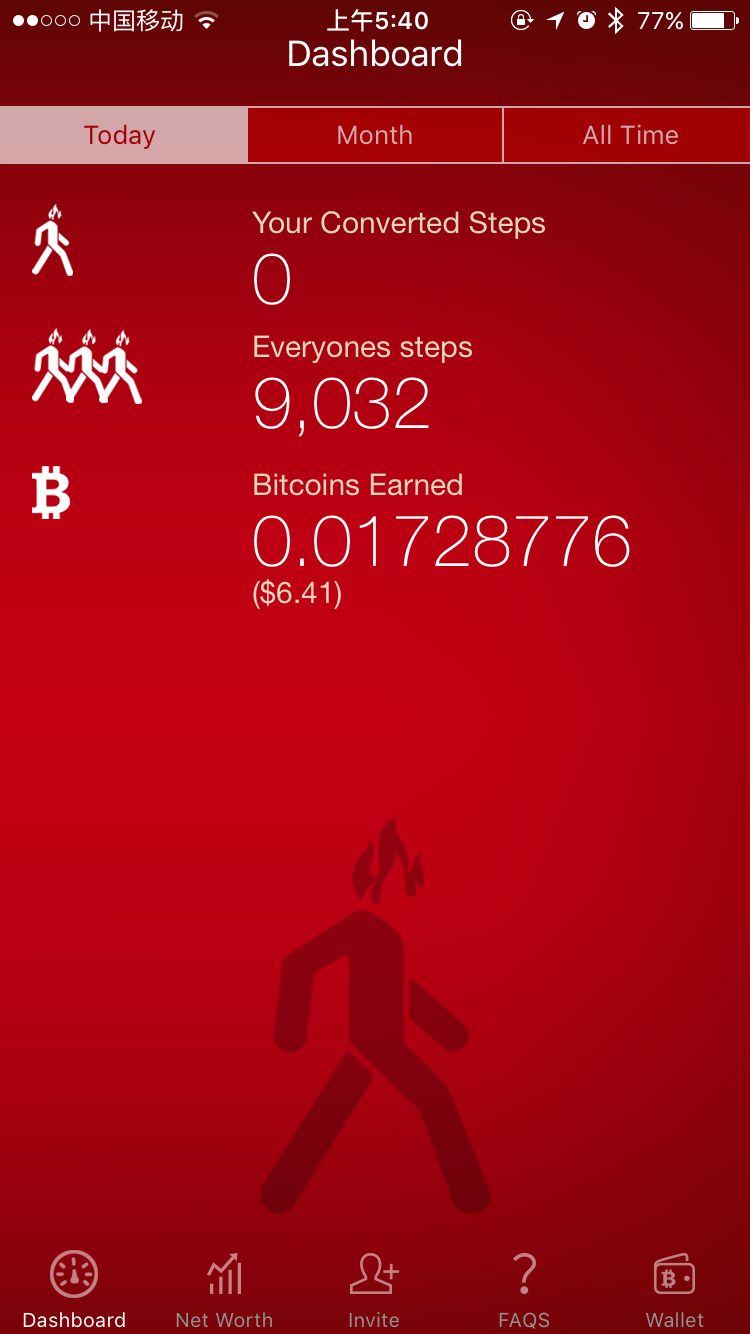 中国移动 上午5:40 77%
Dashboard
Today Month All Time
Your Converted Steps
0
Everyones steps
9,032
Bitcoins Earned
0.01728776
($6.41)
Dashboard Net Worth Invite FAQS Wallet